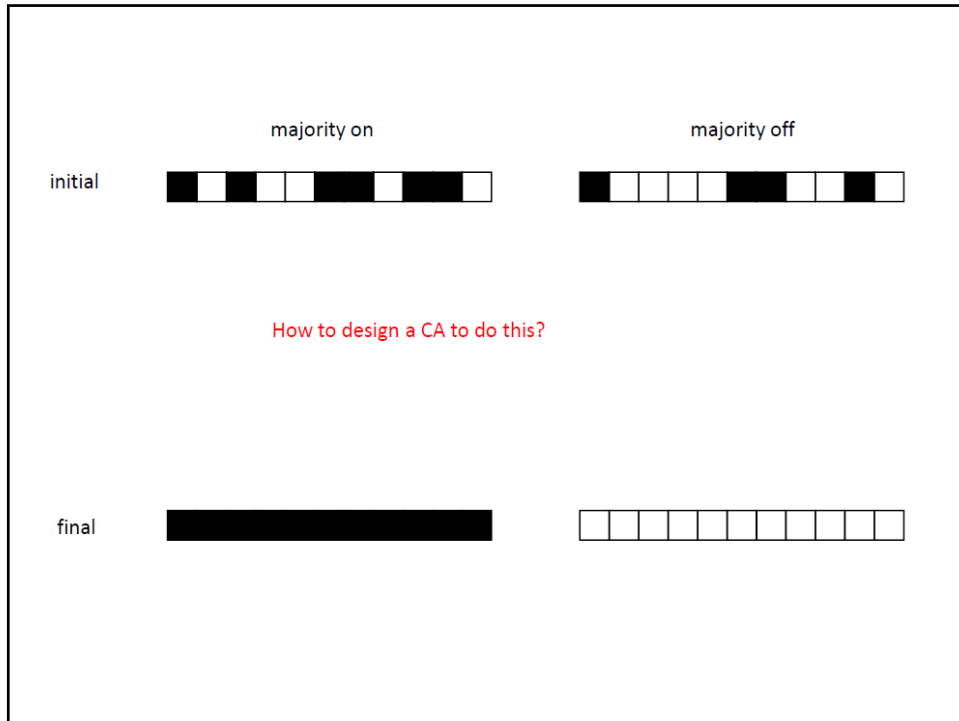 majority on
majority off
initial
How to design a CA to do this?
final